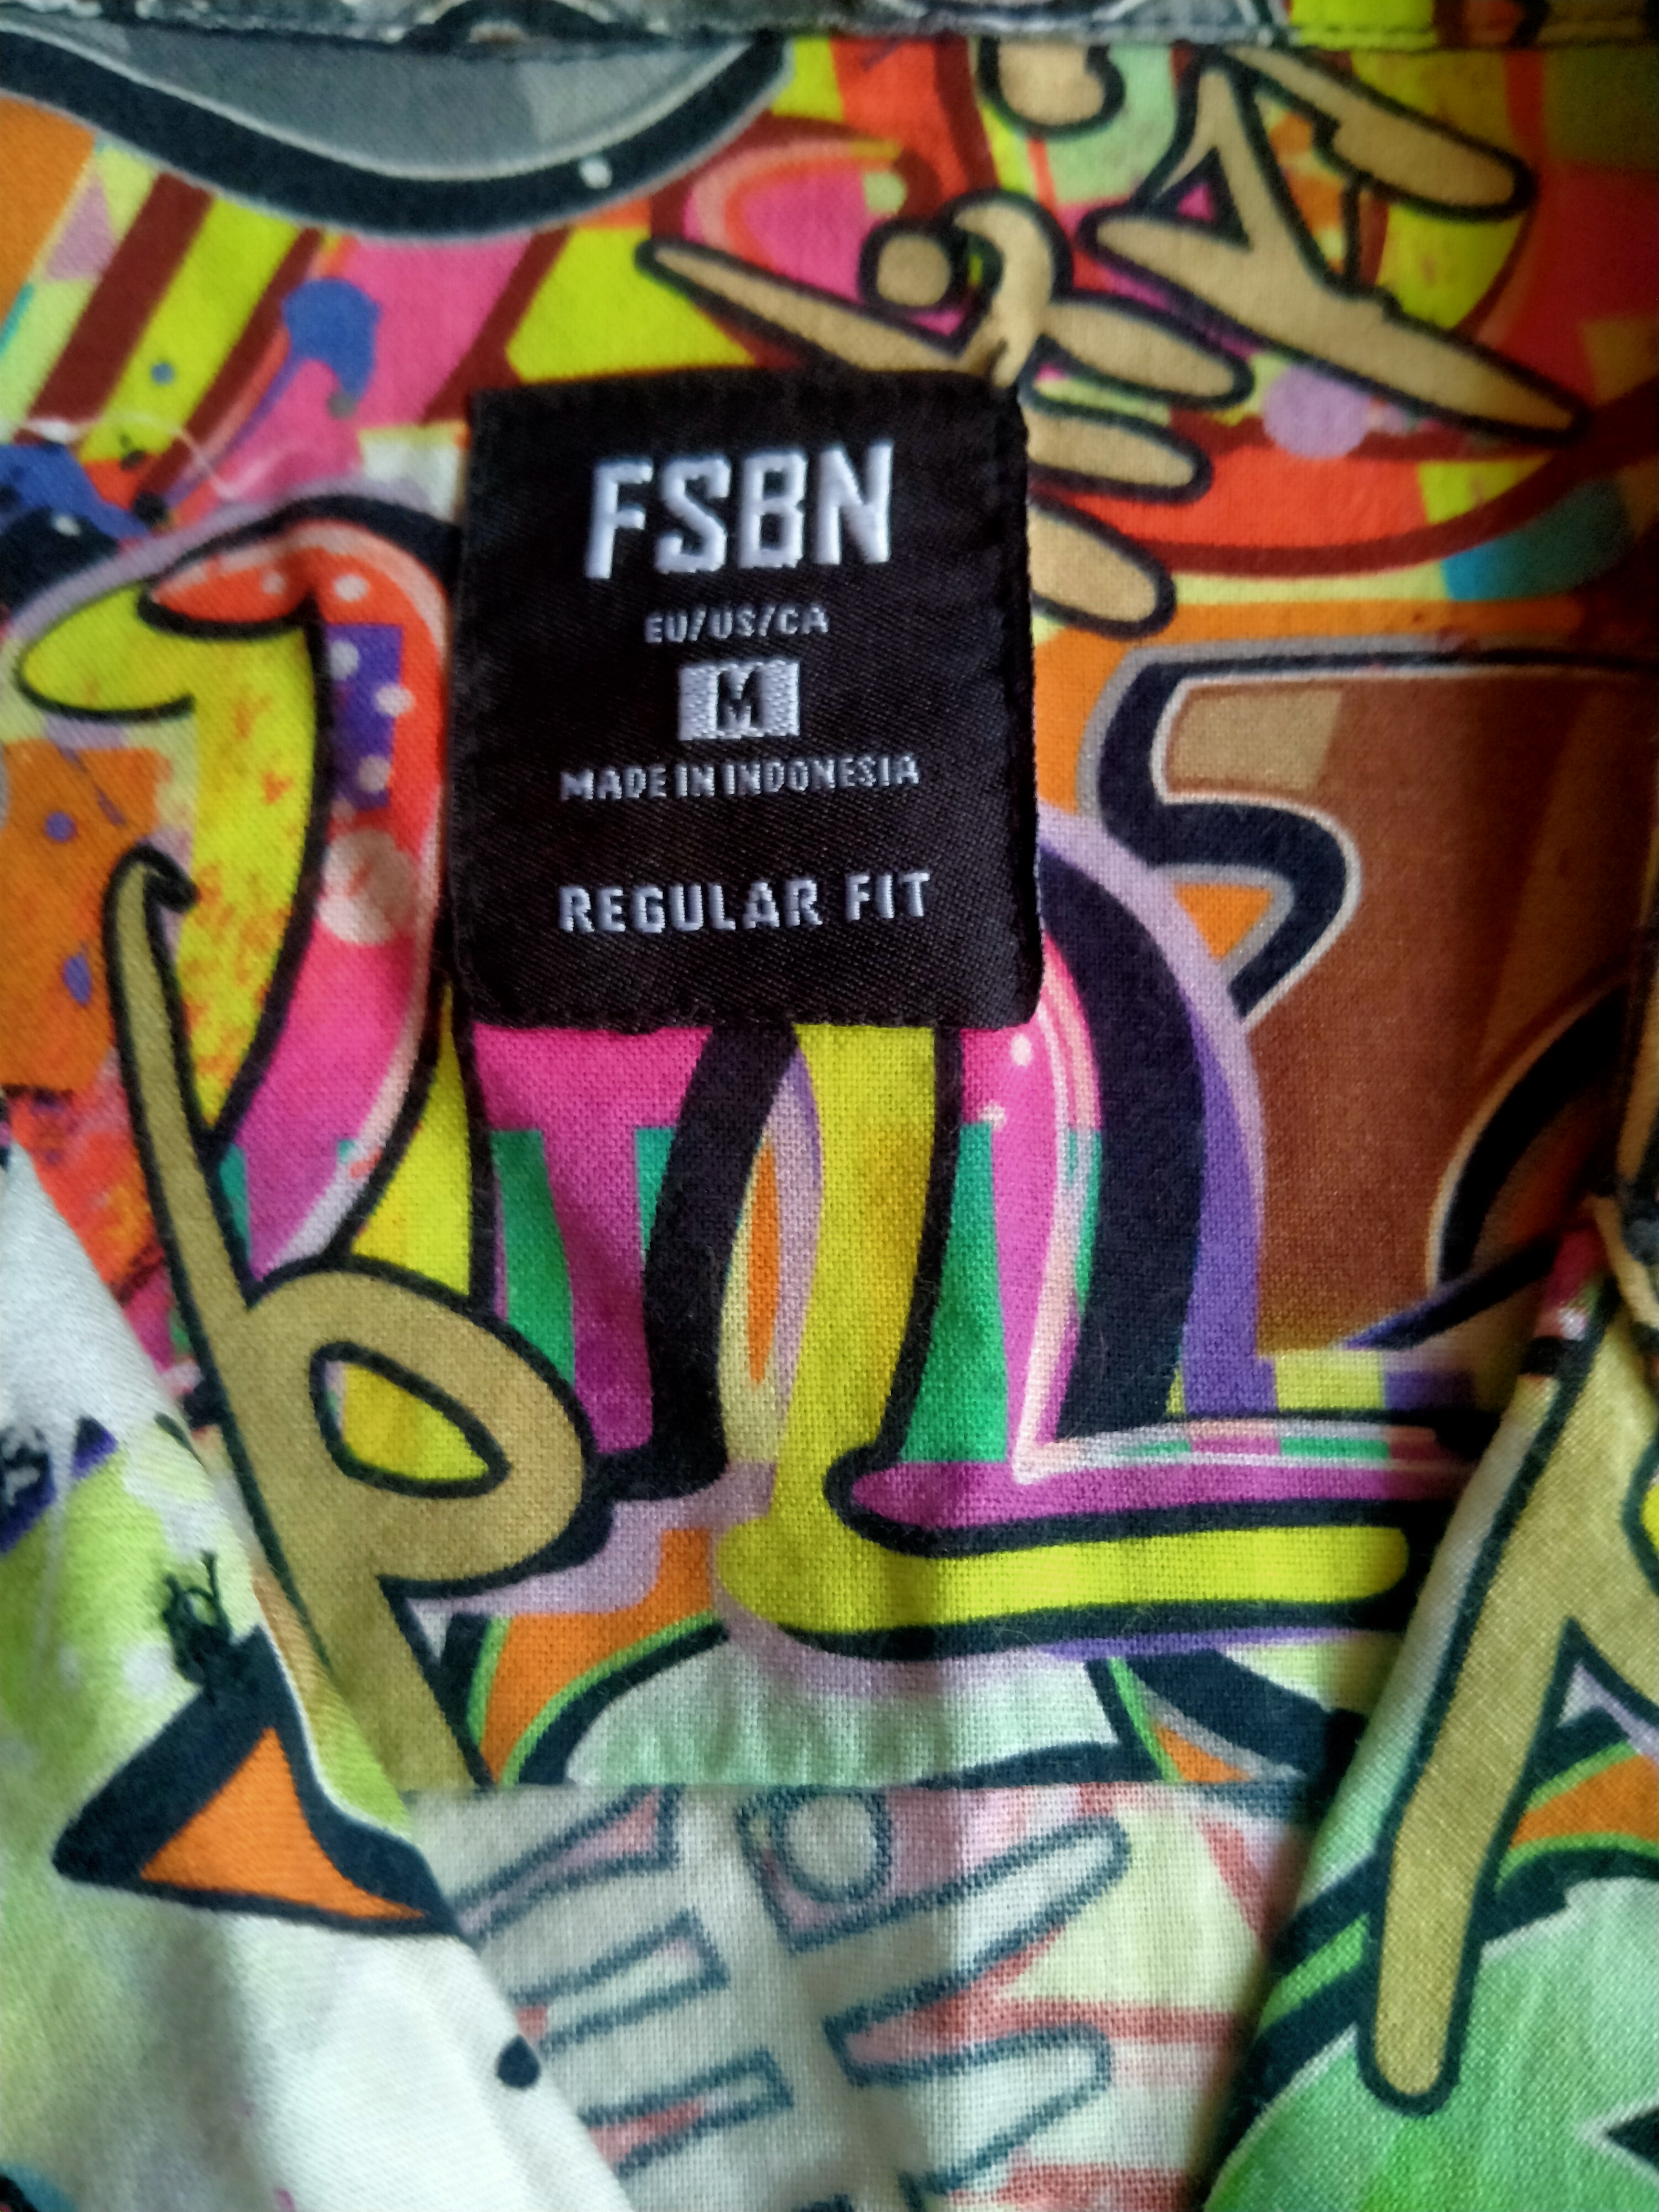 FSBN
EU/US/CA
M
MADE IN INDONESIA
REGULAR FIT